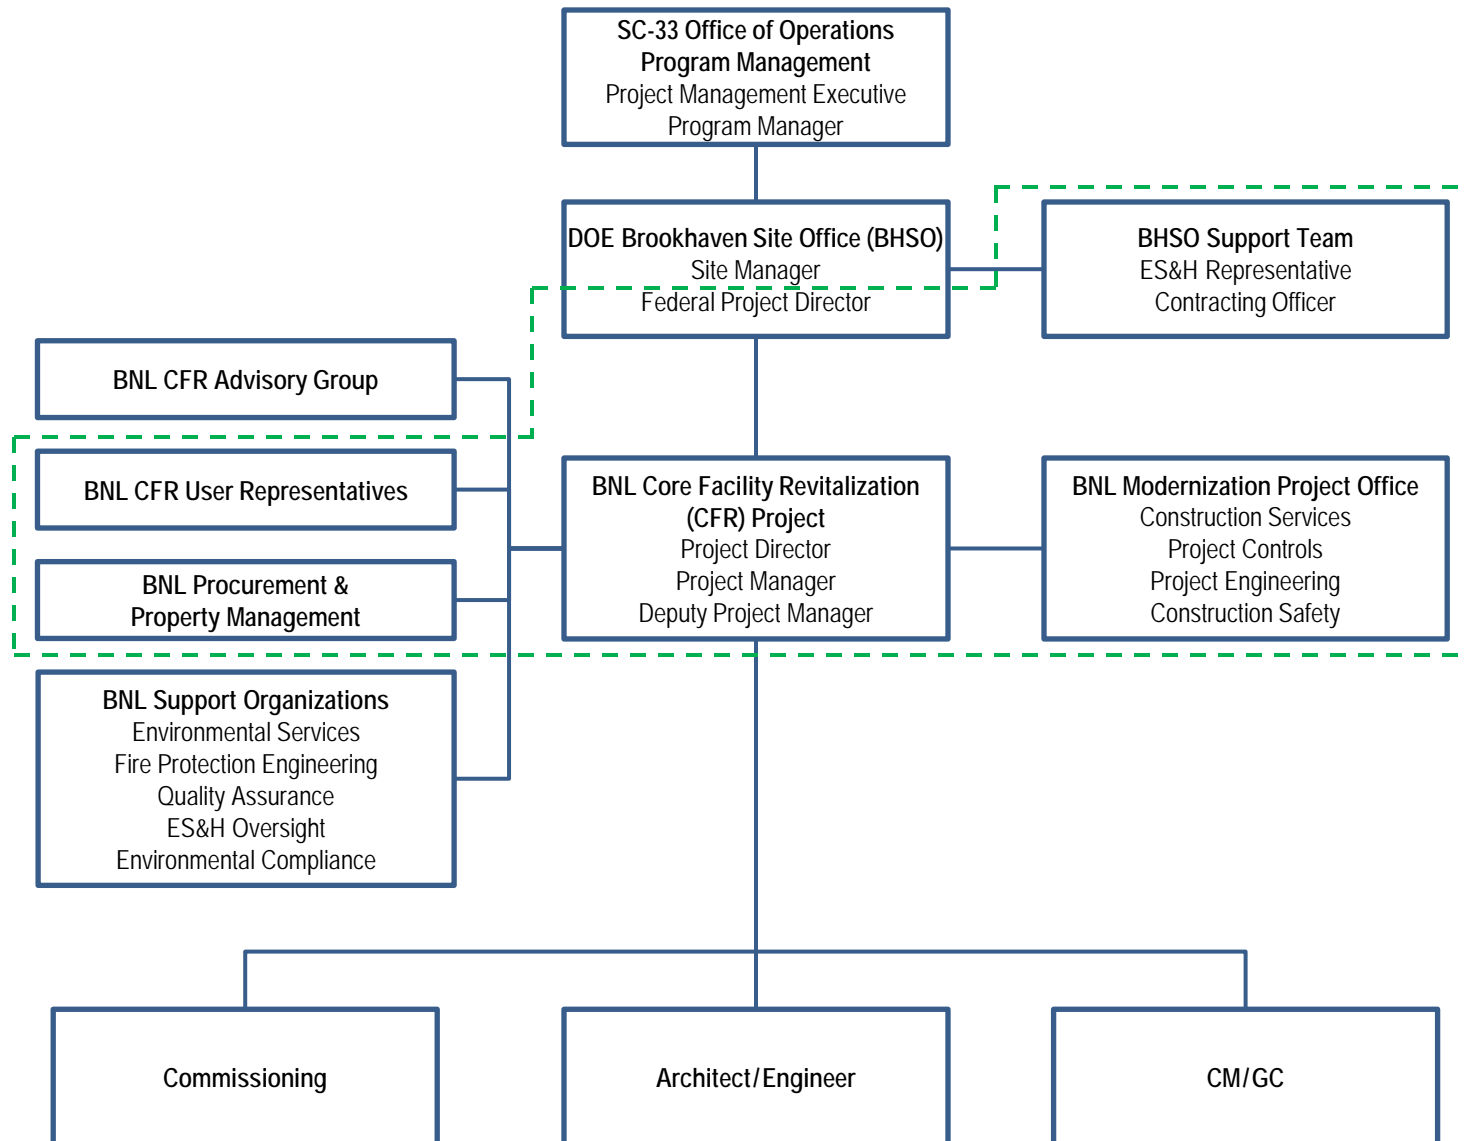 SC-33 Office of Operations
Program Management
Project Management Executive
Program Manager
DOE Brookhaven Site Office (BHSO)
Site Manager
Federal Project Director
BHSO Support Team
ES&H Representative
Contracting Officer
BNL CFR Advisory Group
BNL CFR User Representatives
BNL Procurement &
Property Management
BNL Support Organizations
Environmental Services
Fire Protection Engineering
Quality Assurance
ES&H Oversight
Environmental Compliance
BNL Core Facility Revitalization
(CFR) Project
Project Director
Project Manager
Deputy Project Manager
BNL Modernization Project Office
Construction Services
Project Controls
Project Engineering
Construction Safety
Commissioning
Architect/Engineer
CM/GC